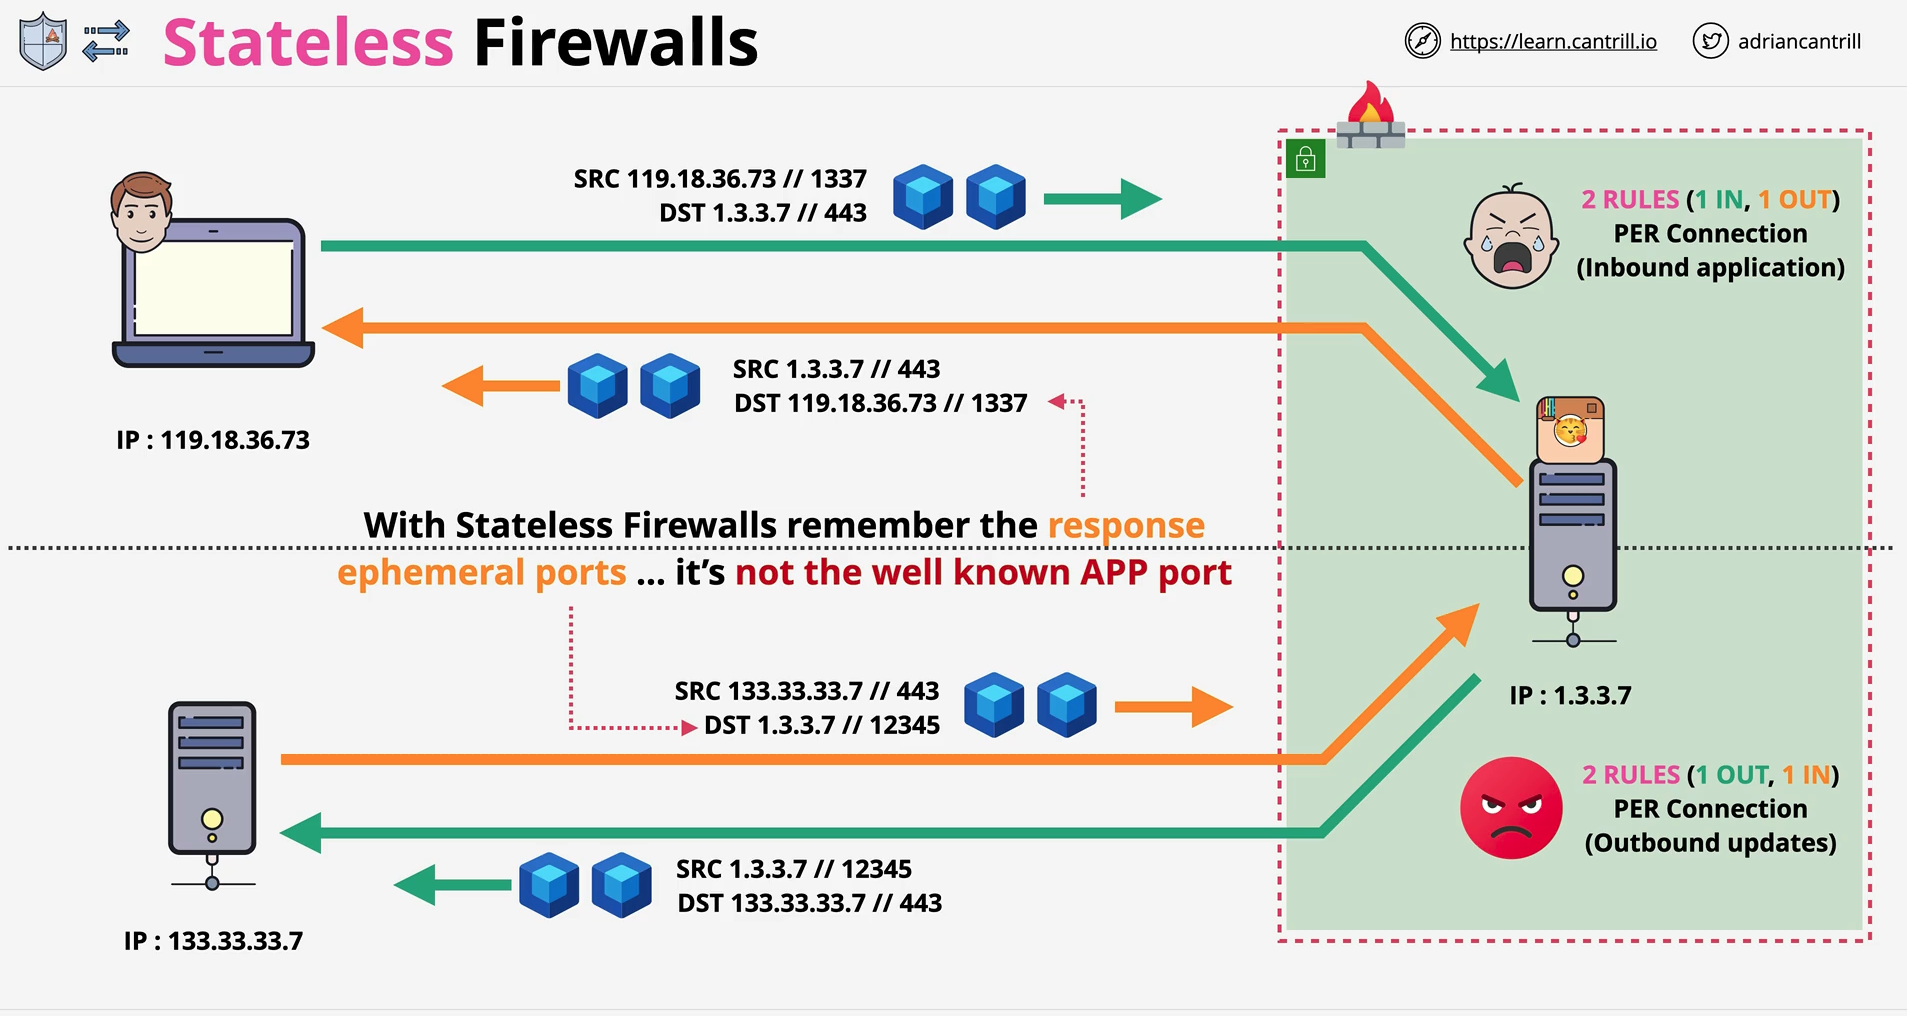 Stateless Firewalls
https://learn.cantrill.io
adriancantrill
SRC 119.18.36.73 // 1337
DST 1.3.3.7 // 443
2 RULES (1 IN, 1 OUT)
PER Connection
(Inbound application)
SRC 1.3.3.7 // 443
DST 119.18.36.73 // 1337
IP : 119.18.36.73
With Stateless Firewalls remember the response
ephemeral ports ... it's not the well known APP port
SRC 133.33.33.7 // 443
DST 1.3.3.7 // 12345
IP : 1.3.3.7
2 RULES (1 OUT, 1 IN)
PER Connection
(Outbound updates)
SRC 1.3.3.7 // 12345
DST 133.33.33.7 // 443
IP : 133.33.33.7